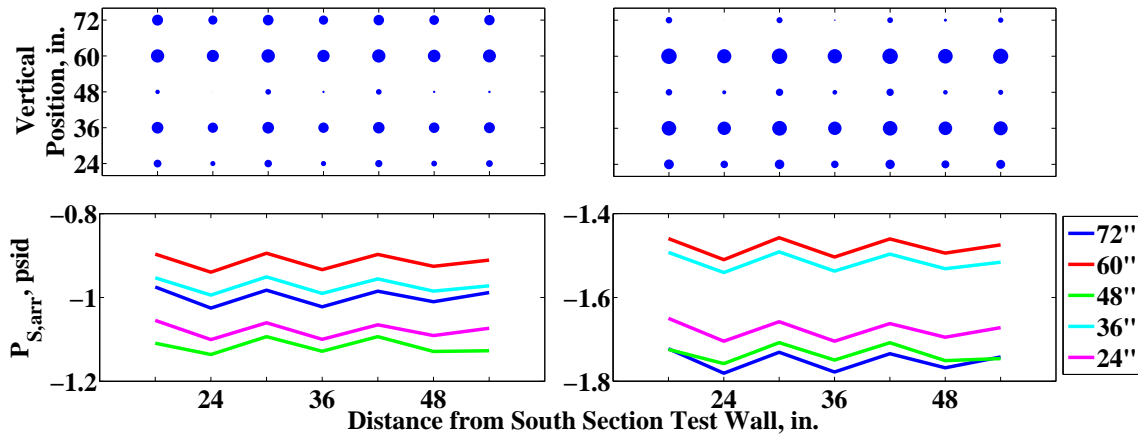 Vertical
Position, in.
72
60
48
36
24
P_S,arr, psid
−0.8
−1
−1.2
24 36 48
−1.4
−1.6
−1.8
24 36 48
72"
60"
48"
36"
24"
Distance from South Section Test Wall, in.